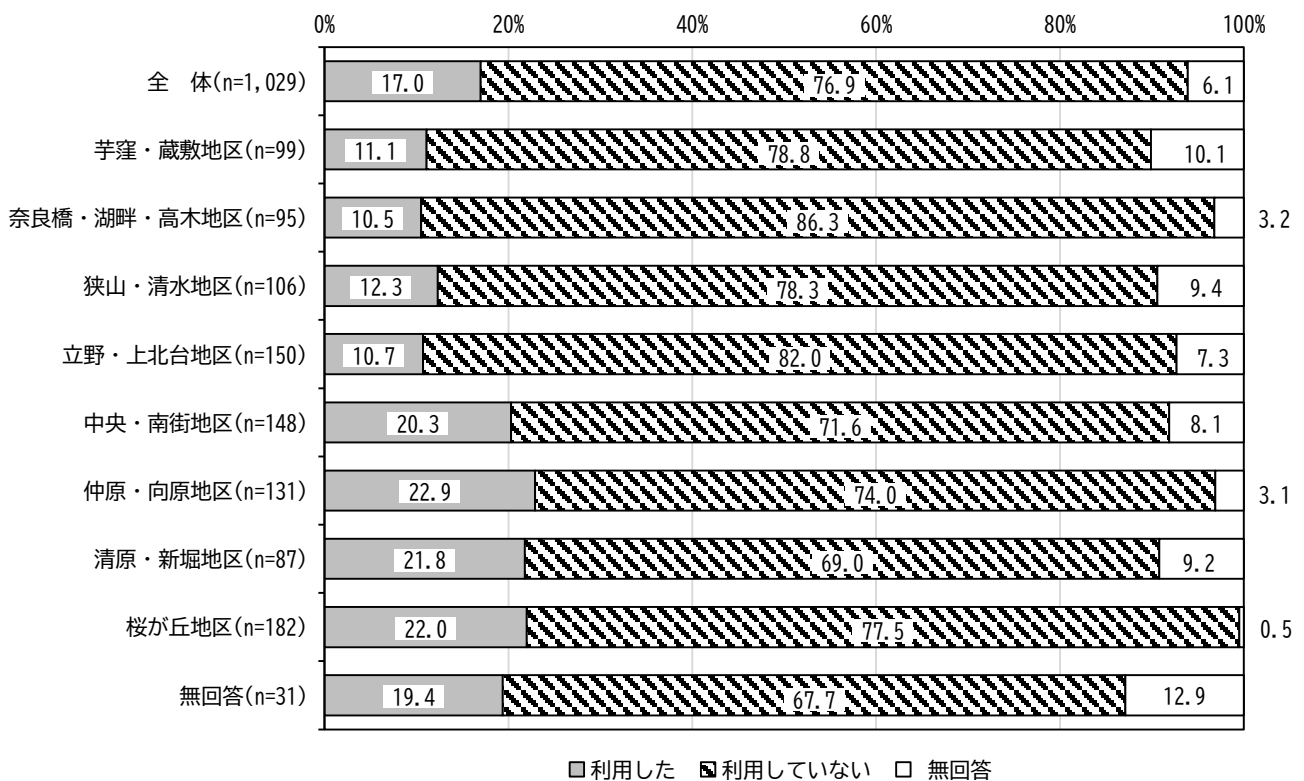 0% 20% 40% 60% 80% 100%
全　体(n=1,029) 17.0 76.9 6.1
芋窪・蔵敷地区(n=99) 11.1 78.8 10.1
奈良橋・湖畔・高木地区(n=95) 10.5 86.3 3.2
狭山・清水地区(n=106) 12.3 78.3 9.4
立野・上北台地区(n=150) 10.7 82.0 7.3
中央・南街地区(n=148) 20.3 71.6 8.1
仲原・向原地区(n=131) 22.9 74.0 3.1
清原・新堀地区(n=87) 21.8 69.0 9.2
桜が丘地区(n=182) 22.0 77.5 0.5
無回答(n=31) 19.4 67.7 12.9
利用した 利用していない 無回答